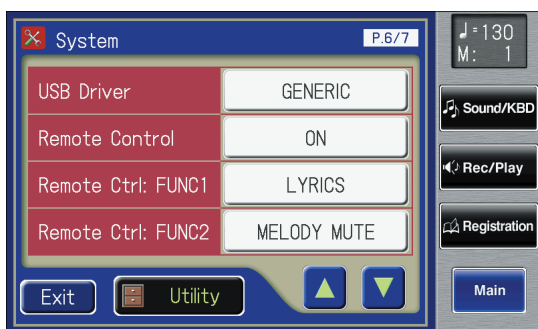 System
P.6/7
USB Driver
GENERIC
Remote Control
ON
Remote Ctrl: FUNC1
LYRICS
Remote Ctrl: FUNC2
MELODY MUTE
Exit
Utility
♩=130
M: 1
Sound/KBD
Rec/Play
Registration
Main